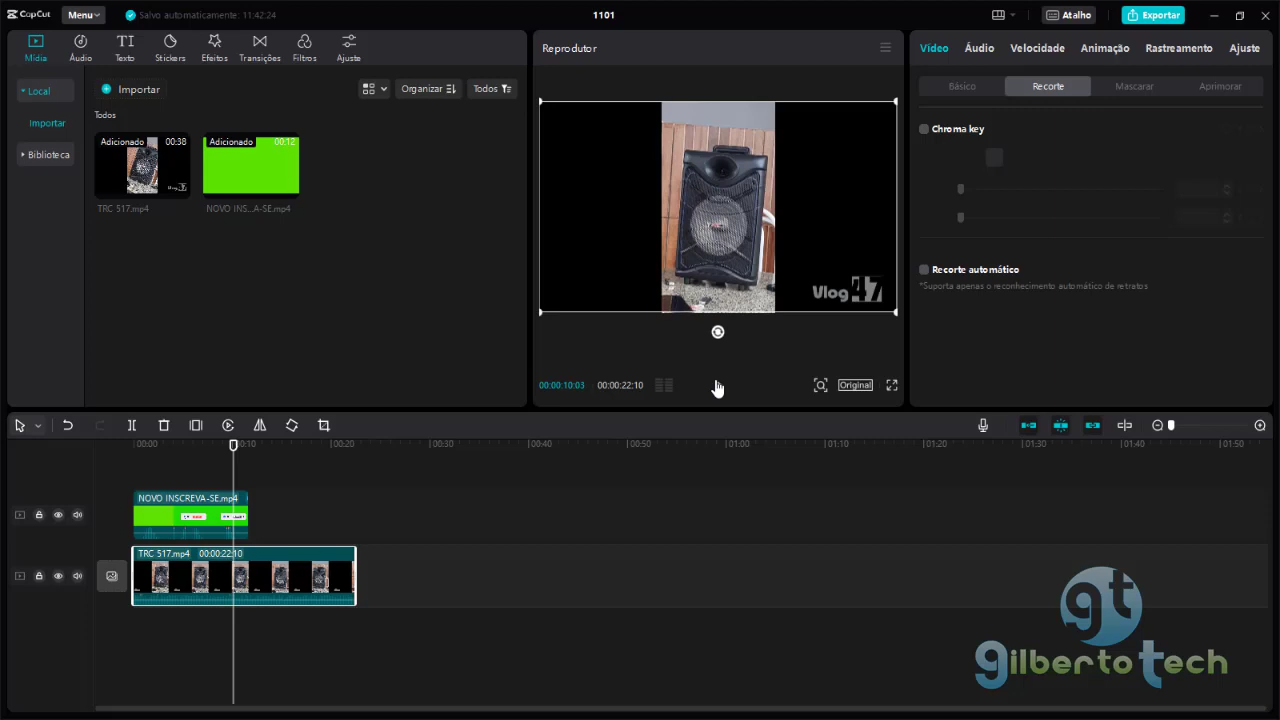 CapCut
Menu
Salvo automaticamente: 11:42:24
1101
Atalho
Exportar
Mídia
Áudio
Texto
Stickers
Efeitos
Transições
Filtros
Ajuste
Local
Importar
Biblioteca
Importar
Organizar
Todos
Todos
Adicionado 00:38
TRC 517.mp4
Adicionado 00:12
NOVO INS...A-SE.mp4
Reprodutor
Vlog 47
00:00:10:03
00:00:22:10
Original
Vídeo
Áudio
Velocidade
Animação
Rastreamento
Ajuste
Básico
Recorte
Mascarar
Aprimorar
Chroma key
Recorte automático
*Suporta apenas o reconhecimento automático de retratos
00:00
00:10
00:20
00:30
00:40
00:50
01:00
01:10
01:20
01:30
01:40
01:50
NOVO INSCREVA-SE.mp4
TRC 517.mp4 00:00:22:10
gt
gilberto tech